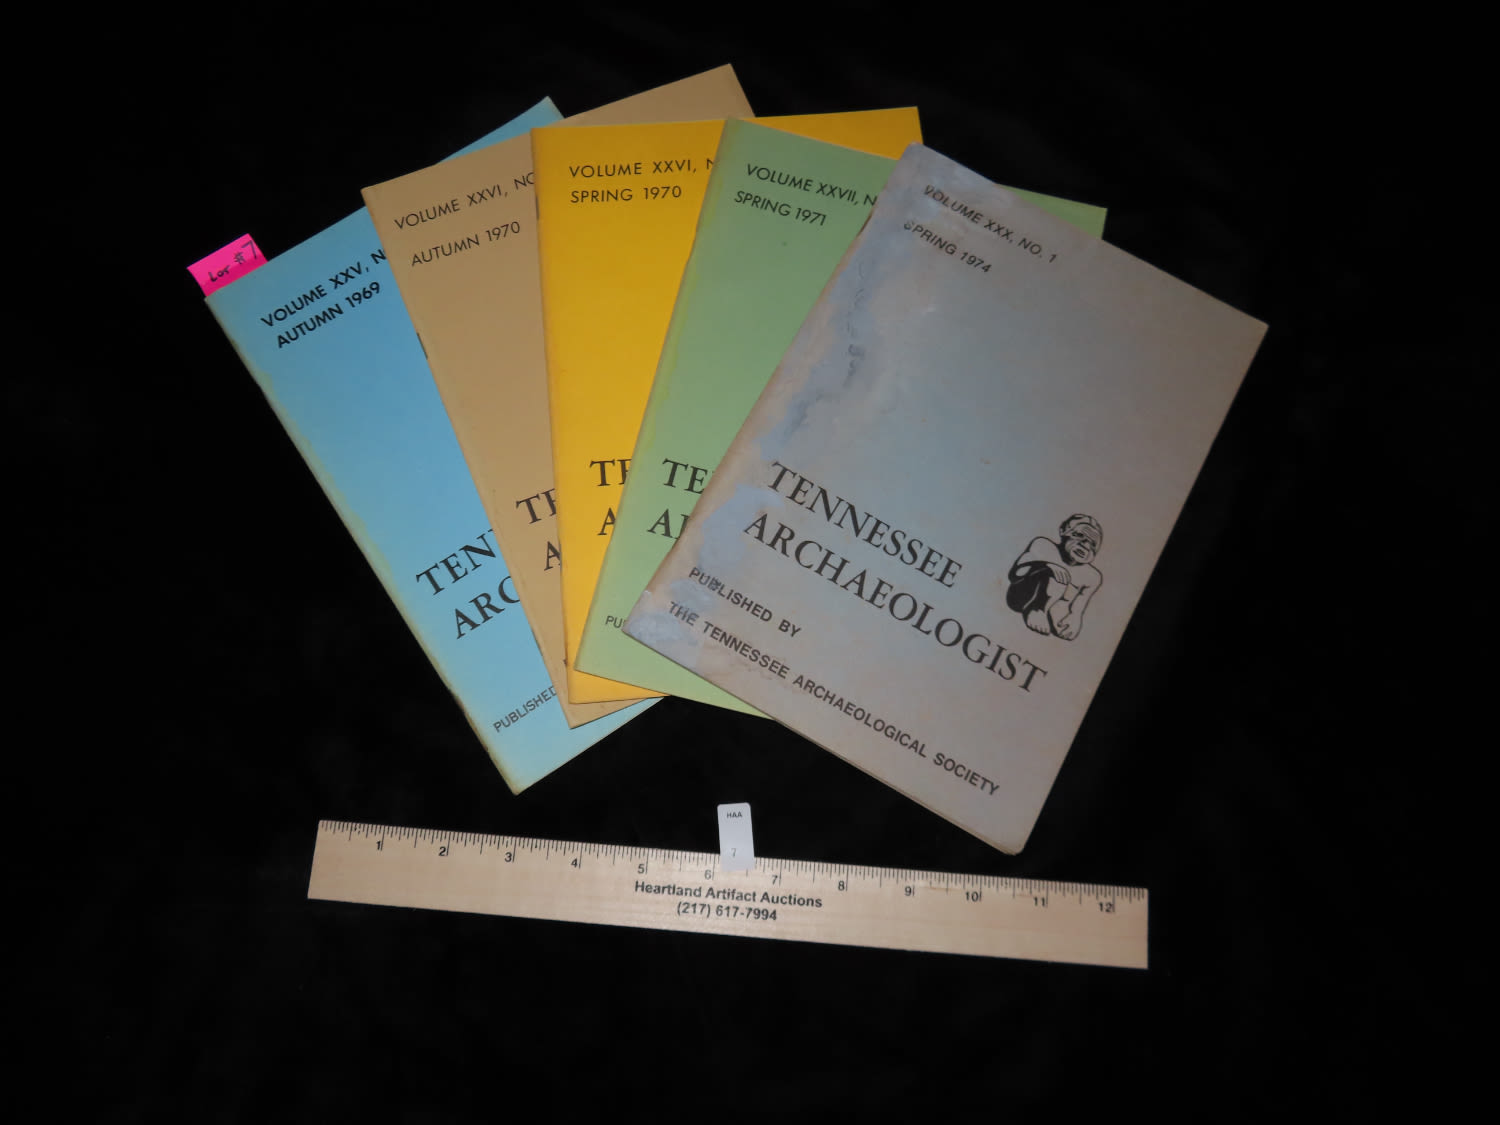 Lot #7
VOLUME XXV, N
AUTUMN 1969
TEN
ARC
PUBLISHED
VOLUME XXVI, NO
AUTUMN 1970
TE
A
VOLUME XXVI, N
SPRING 1970
TE
A
VOLUME XXVII, N
SPRING 1971
TE
A
PU
VOLUME XXX, NO. 1
SPRING 1974
TENNESSEE
ARCHAEOLOGIST
PUBLISHED BY
THE TENNESSEE ARCHAEOLOGICAL SOCIETY
HAA
7
1 2 3 4 5 6 7 8 9 10 11 12
Heartland Artifact Auctions
(217) 617-7994